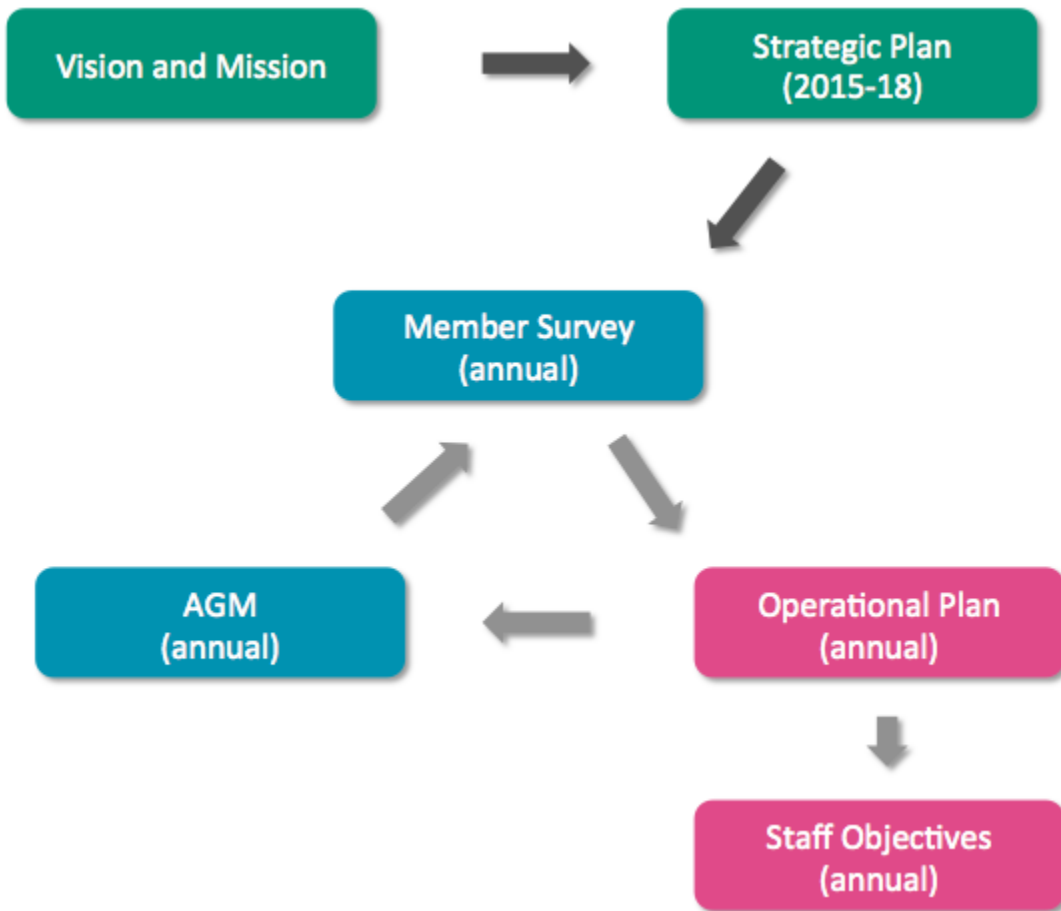 Vision and Mission
Strategic Plan
(2015-18)
Member Survey
(annual)
AGM
(annual)
Operational Plan
(annual)
Staff Objectives
(annual)